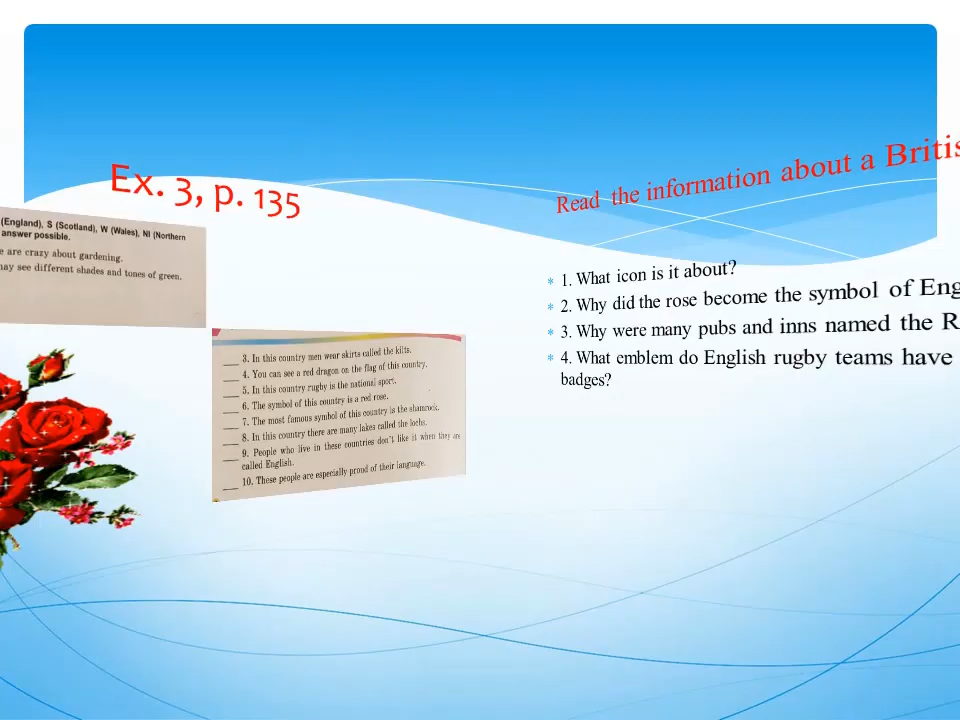 Ex. 3, p. 135
(England), S (Scotland), W (Wales), NI (Northern
answer possible.
e are crazy about gardening.
may see different shades and tones of green.
___ 3. In this country men wear skirts called the kilts.
___ 4. You can see a red dragon on the flag of this country.
___ 5. In this country rugby is the national sport.
___ 6. The symbol of this country is a red rose.
___ 7. The most famous symbol of this country is the shamrock.
___ 8. In this country there are many lakes called the lochs.
___ 9. People who live in these countries don't like it when they are
called English.
___ 10. These people are especially proud of their language.
Read the information about a Britis
* 1. What icon is it about?
* 2. Why did the rose become the symbol of Eng
* 3. Why were many pubs and inns named the R
* 4. What emblem do English rugby teams have
badges?